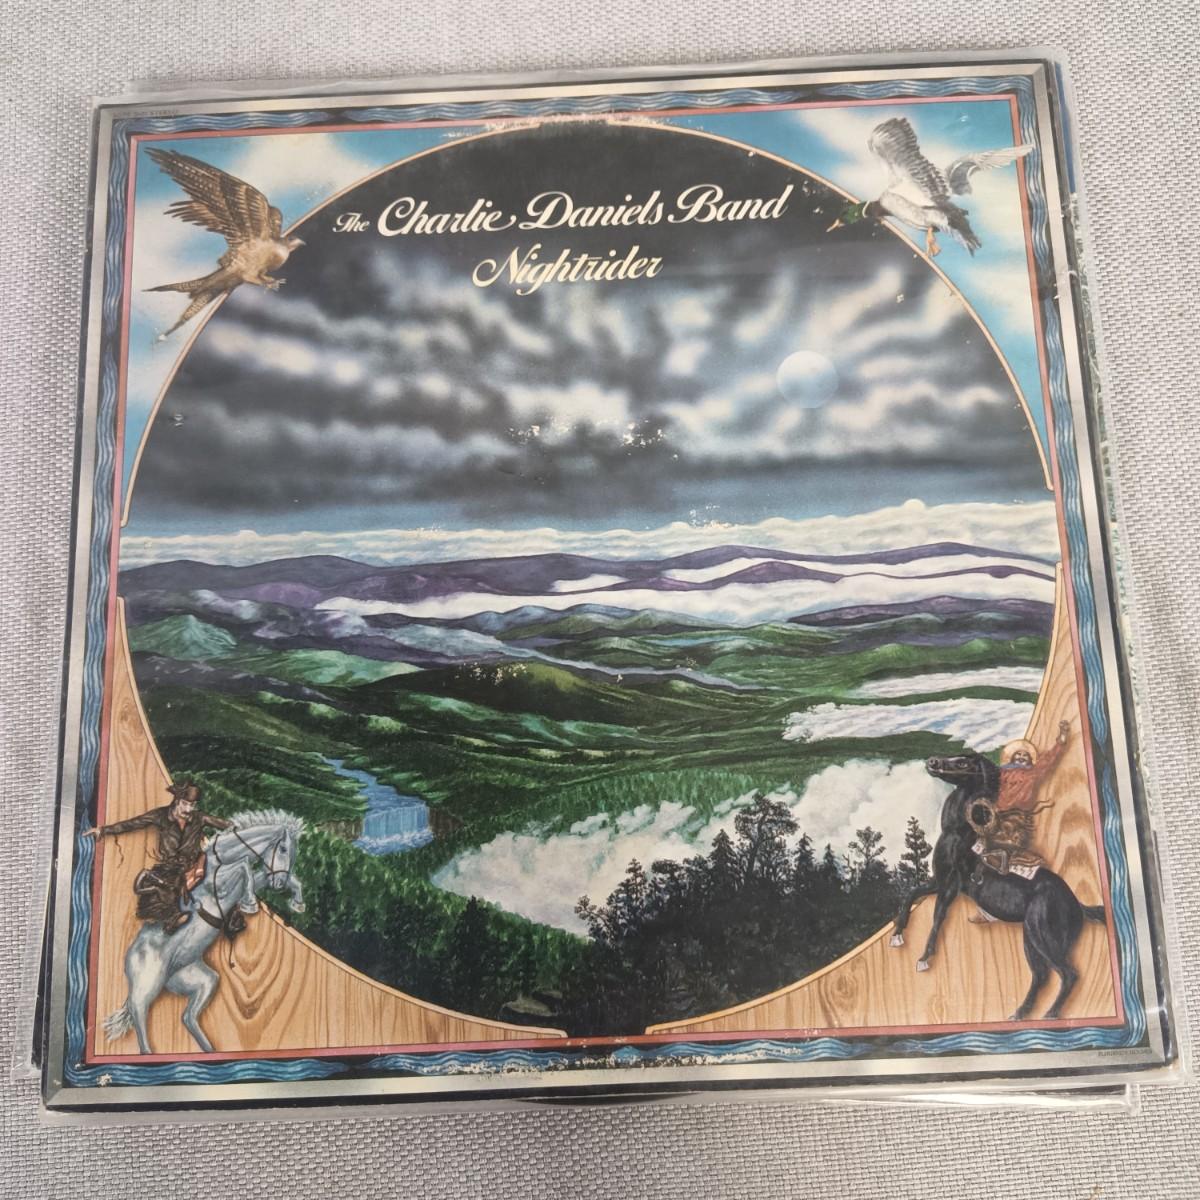 The Charlie Daniels Band
Nightrider